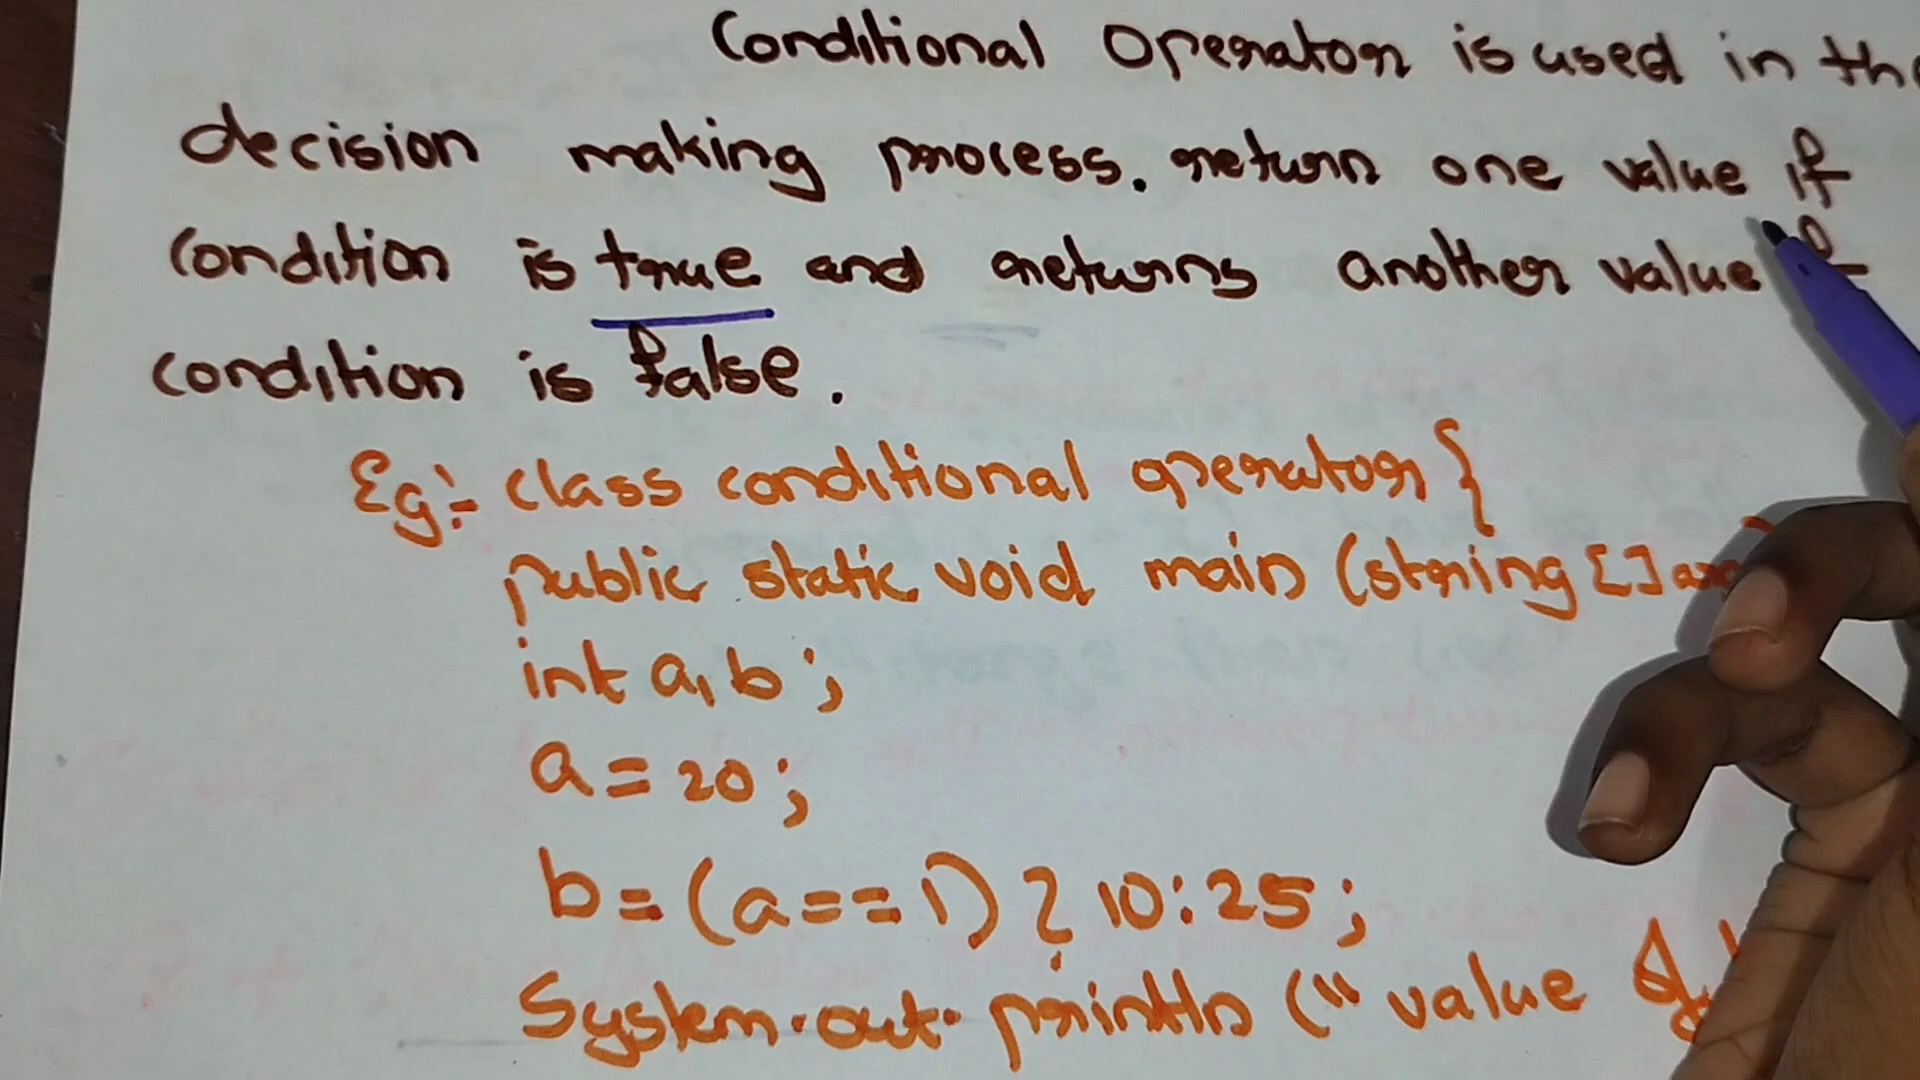 Conditional Operator is used in the
decision making process. return one value if
condition is true and returns another value if
condition is false.
Eg:- class conditional operator {
public static void main (string []
int a, b ;
a = 20 ;
b = (a == 1) ? 10 : 25 ;
System.out.println ("value